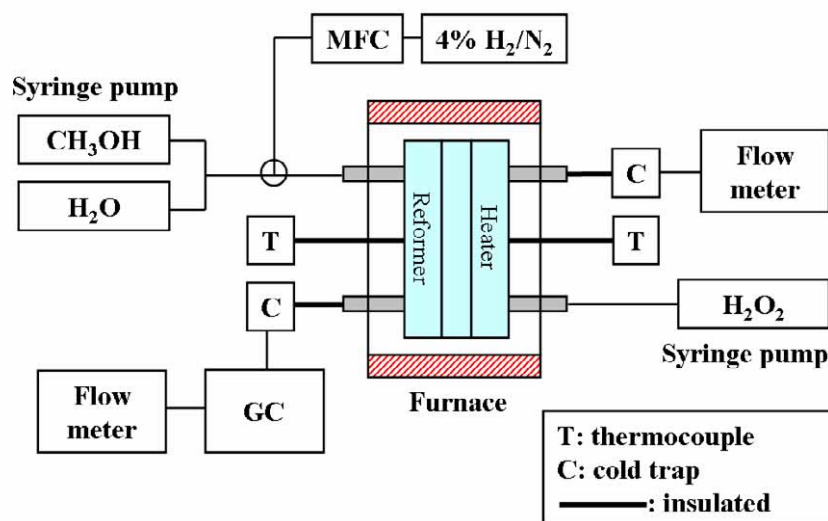 MFC
4% H₂/N₂
Syringe pump
CH₃OH
H₂O
C
Flow
meter
Reformer
Heater
T
T
C
H₂O₂
Syringe pump
Flow
meter
GC
Furnace
T: thermocouple
C: cold trap
: insulated